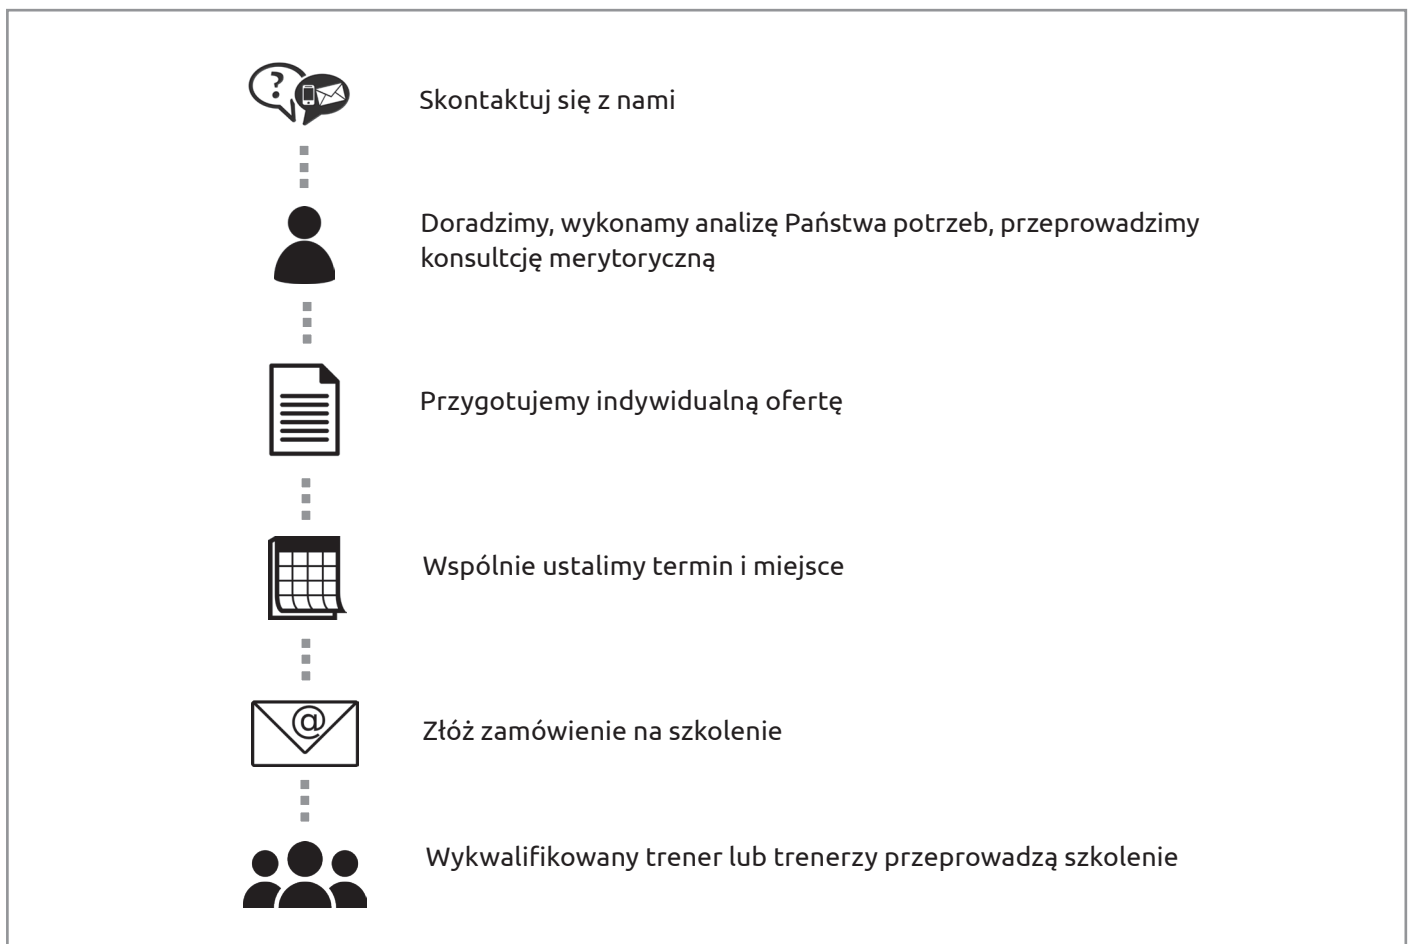 ?
Skontaktuj się z nami
Doradzimy, wykonamy analizę Państwa potrzeb, przeprowadzimy
konsultcję merytoryczną
Przygotujemy indywidualną ofertę
Wspólnie ustalimy termin i miejsce
@
Złóż zamówienie na szkolenie
Wykwalifikowany trener lub trenerzy przeprowadzą szkolenie